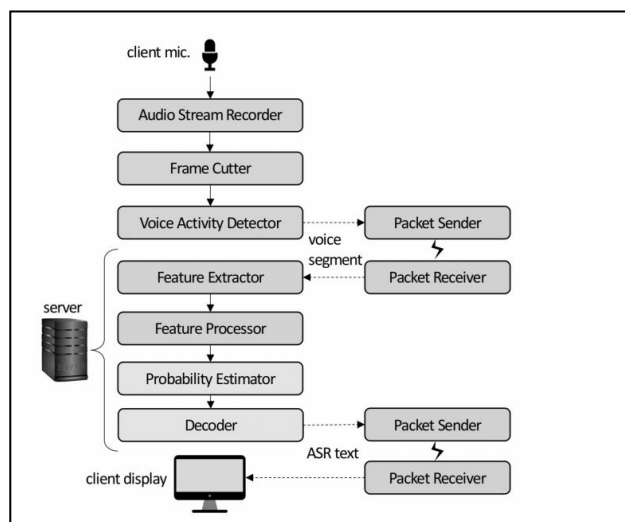 client mic.
Audio Stream Recorder
Frame Cutter
Voice Activity Detector
Packet Sender
voice
segment
Feature Extractor
Packet Receiver
server
Feature Processor
Probability Estimator
Decoder
Packet Sender
ASR text
client display
Packet Receiver